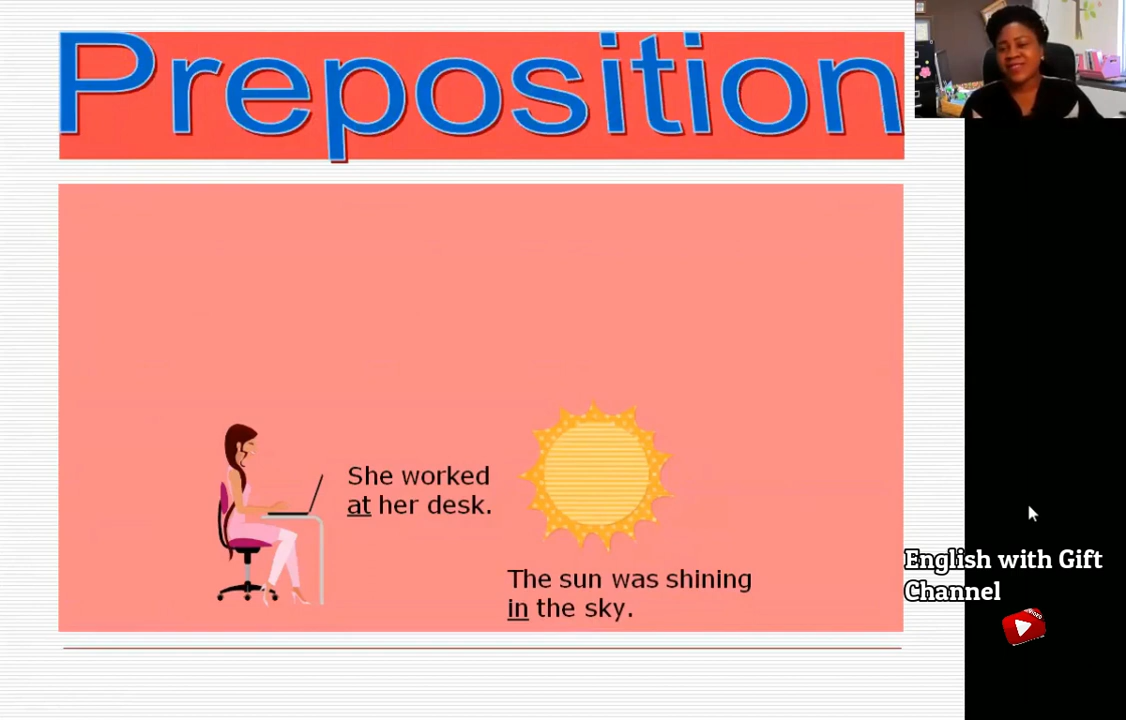 Preposition
She worked
at her desk.
The sun was shining
in the sky.
English with Gift
Channel